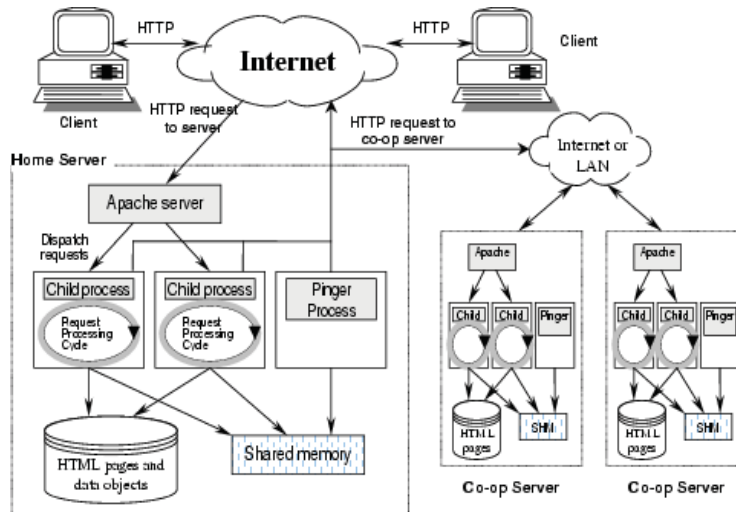 HTTP
Internet
HTTP
Client
Client
HTTP request
to server
HTTP request to
co-op server
Internet or
LAN
Home Server
Apache server
Dispatch
requests
Child process
Child process
Pinger
Process
Request
Processing
Cycle
Request
Processing
Cycle
HTML pages and
data objects
Shared memory
Apache
Child
Child
Pinger
HTML
pages
SHM
Co-op Server
Apache
Child
Child
Pinger
HTML
pages
SHM
Co-op Server